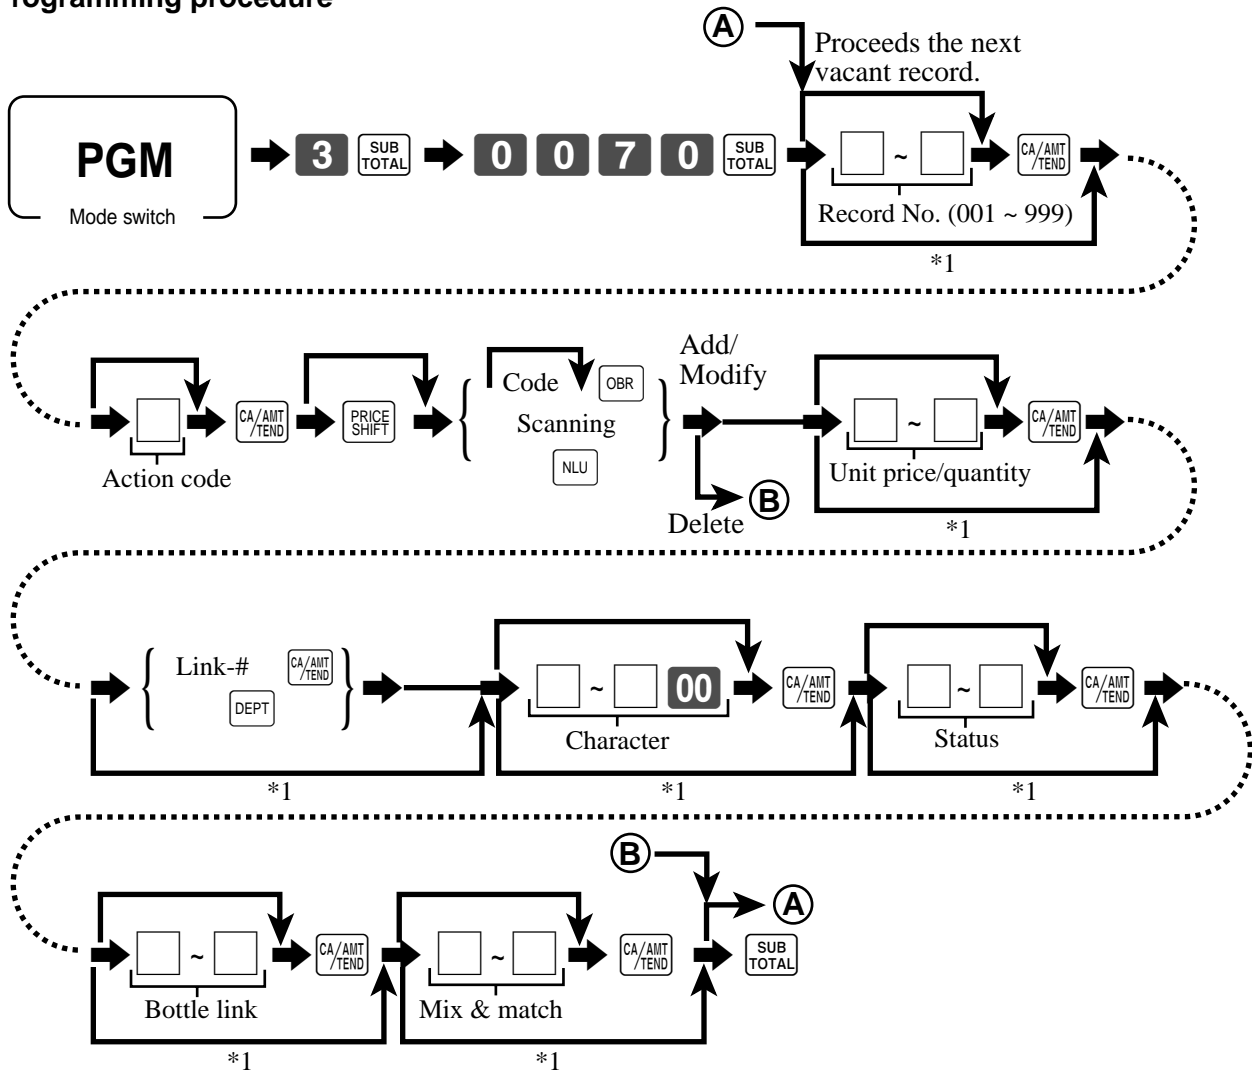 rogramming procedure
A
Proceeds the next
vacant record.
PGM
Mode switch
3 SUB TOTAL 0 0 7 0 SUB TOTAL ~ CA/AMT /TEND
Record No. (001 ~ 999)
*1
Add/
Modify
Code OBR
CA/AMT /TEND PRICE SHIFT Scanning ~ CA/AMT /TEND
NLU
Action code
Unit price/quantity
Delete B
*1
Link-# CA/AMT /TEND
DEPT
~ 00 CA/AMT /TEND ~ CA/AMT /TEND
Character
Status
*1 *1 *1
B
A
~ CA/AMT /TEND ~ CA/AMT /TEND SUB TOTAL
Bottle link
Mix & match
*1 *1